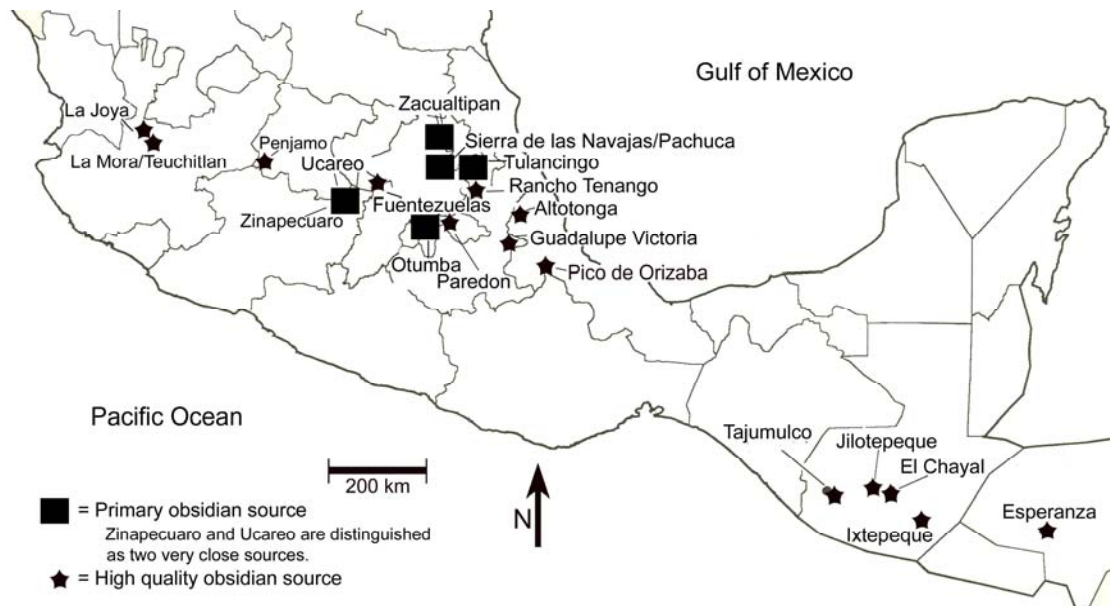 Gulf of Mexico
Zacualtipan
La Joya
Sierra de las Navajas/Pachuca
Penjamo
La Mora/Teuchitlan
Ucareo
Tulancingo
Rancho Tenango
Fuentezuelas
Altotonga
Zinapecuaro
Guadalupe Victoria
Otumba
Paredon
Pico de Orizaba
Pacific Ocean
Tajumulco
Jilotepeque
El Chayal
200 km
N
Ixtepeque
Esperanza
= Primary obsidian source
Zinapecuaro and Ucareo are distinguished
as two very close sources.
= High quality obsidian source